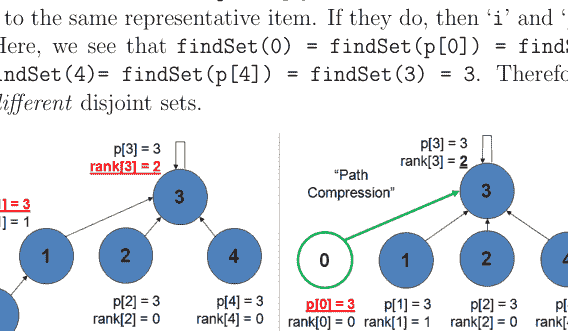 to the same representative item. If they do, then ‘i’ and ‘
Here, we see that findSet(0) = findSet(p[0]) =
findSet(4)= findSet(p[4]) = findSet(3) = 3.
different disjoint sets.
p[3] = 3
rank[3] = 2
] = 3
] = 1
3
1
2
4
p[2] = 3
rank[2] = 0
p[4] = 3
rank[4] = 0
p[3] = 3
rank[3] = 2
“Path
Compression”
3
0
1
2
4
p[0] = 3
rank[0] = 0
p[1] = 3
rank[1] = 1
p[2] = 3
rank[2] = 0